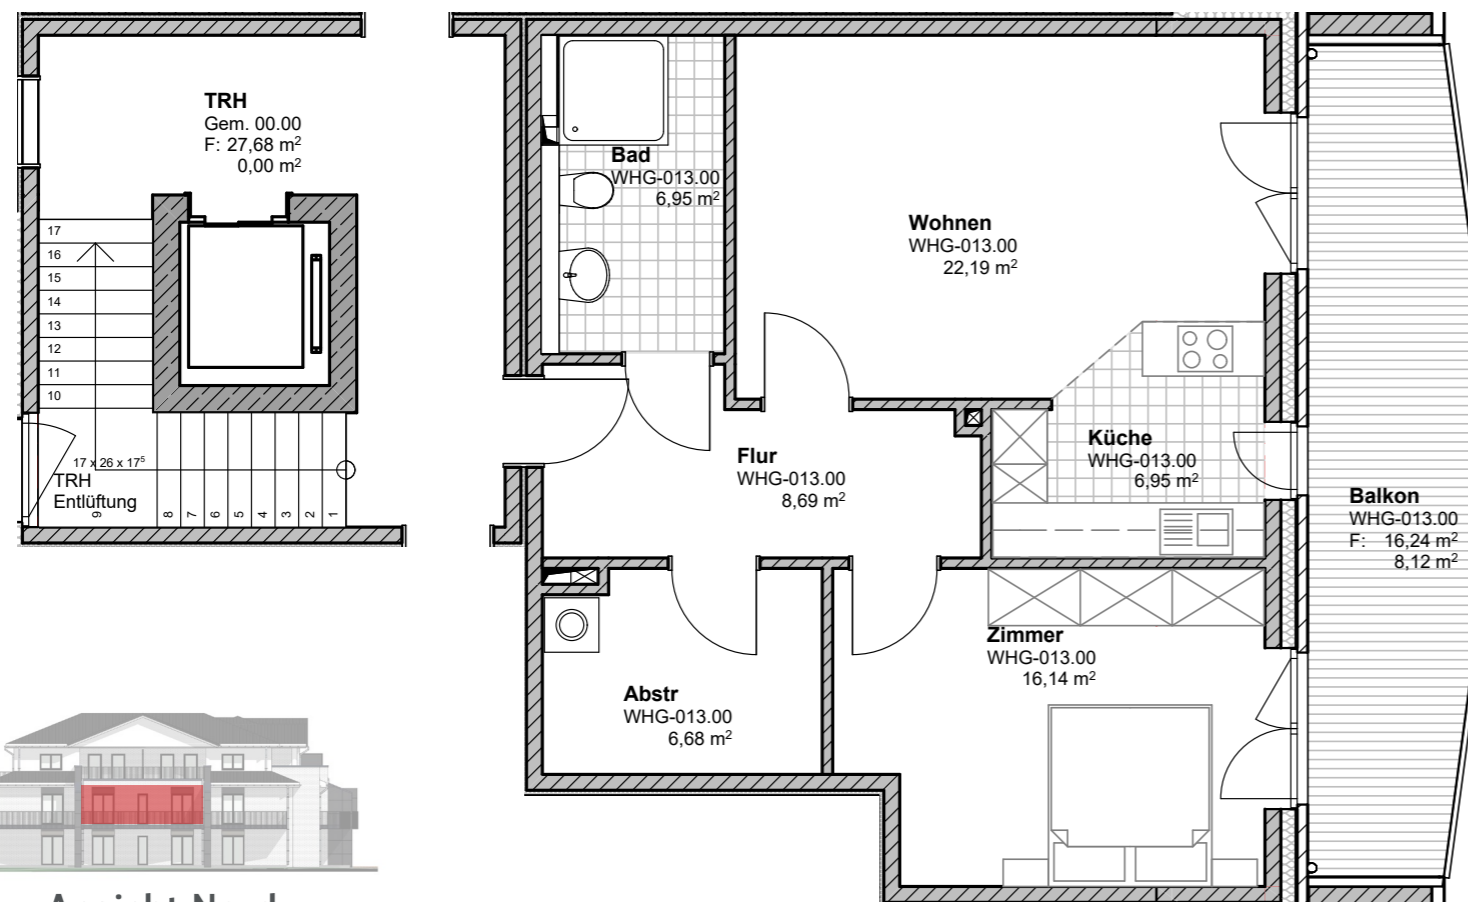 TRH
Gem. 00.00
F: 27,68 m²
0,00 m²
17
16
15
14
13
12
11
10
17 x 26 x 17⁵
TRH
Entlüftung
9
8
7
6
5
4
3
2
1
Bad
WHG-013.00
6,95 m²
Wohnen
WHG-013.00
22,19 m²
Flur
WHG-013.00
8,69 m²
Küche
WHG-013.00
6,95 m²
Balkon
WHG-013.00
F: 16,24 m²
8,12 m²
Zimmer
WHG-013.00
16,14 m²
Abstr
WHG-013.00
6,68 m²